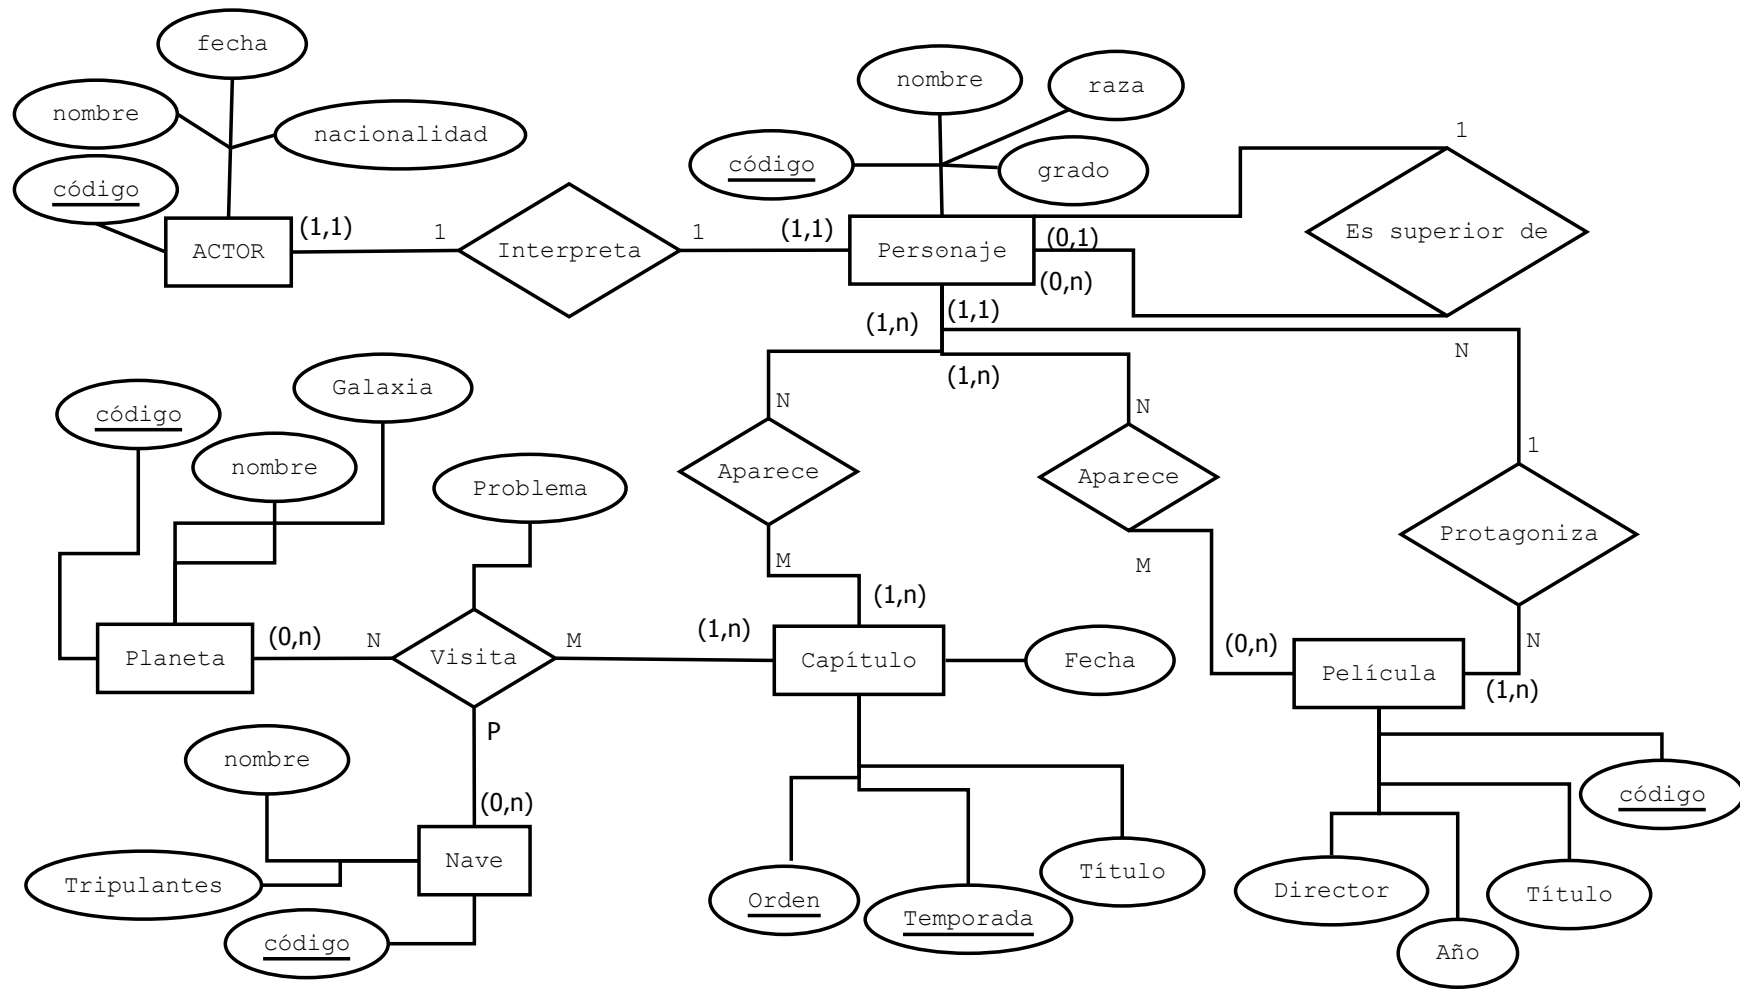 fecha
nombre
nacionalidad
código
ACTOR
(1,1)
1
Interpreta
1
(1,1)
nombre
raza
código
grado
Personaje
(0,1)
(0,n)
1
Es superior de
N
(1,n)
(1,1)
(1,n)
N
Aparece
M
(1,n)
N
Aparece
M
(0,n)
1
Protagoniza
N
(1,n)
código
Galaxia
nombre
Problema
Planeta
(0,n)
N
Visita
M
(1,n)
Capítulo
Fecha
Película
P
nombre
(0,n)
Nave
Tripulantes
código
Orden
Temporada
Título
Director
Año
Título
código